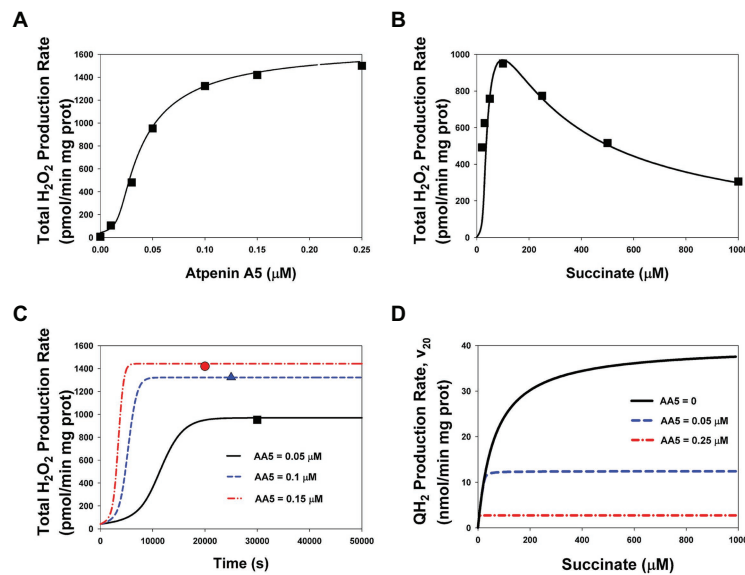 A
Total H₂O₂ Production Rate
(pmol/min mg prot)
1600
1400
1200
1000
800
600
400
200
0
0.00 0.05 0.10 0.15 0.20 0.25
Atpenin A5 (μM)
B
Total H₂O₂ Production Rate
(pmol/min mg prot)
1000
800
600
400
200
0
0 200 400 600 800 1000
Succinate (μM)
C
Total H₂O₂ Production Rate
(pmol/min mg prot)
1600
1400
1200
1000
800
600
400
200
0
AA5 = 0.05 μM
AA5 = 0.1 μM
AA5 = 0.15 μM
0 10000 20000 30000 40000 50000
Time (s)
D
QH₂ Production Rate, v₂₀
(nmol/min mg prot)
40
30
20
10
0
AA5 = 0
AA5 = 0.05 μM
AA5 = 0.25 μM
0 200 400 600 800 1000
Succinate (μM)